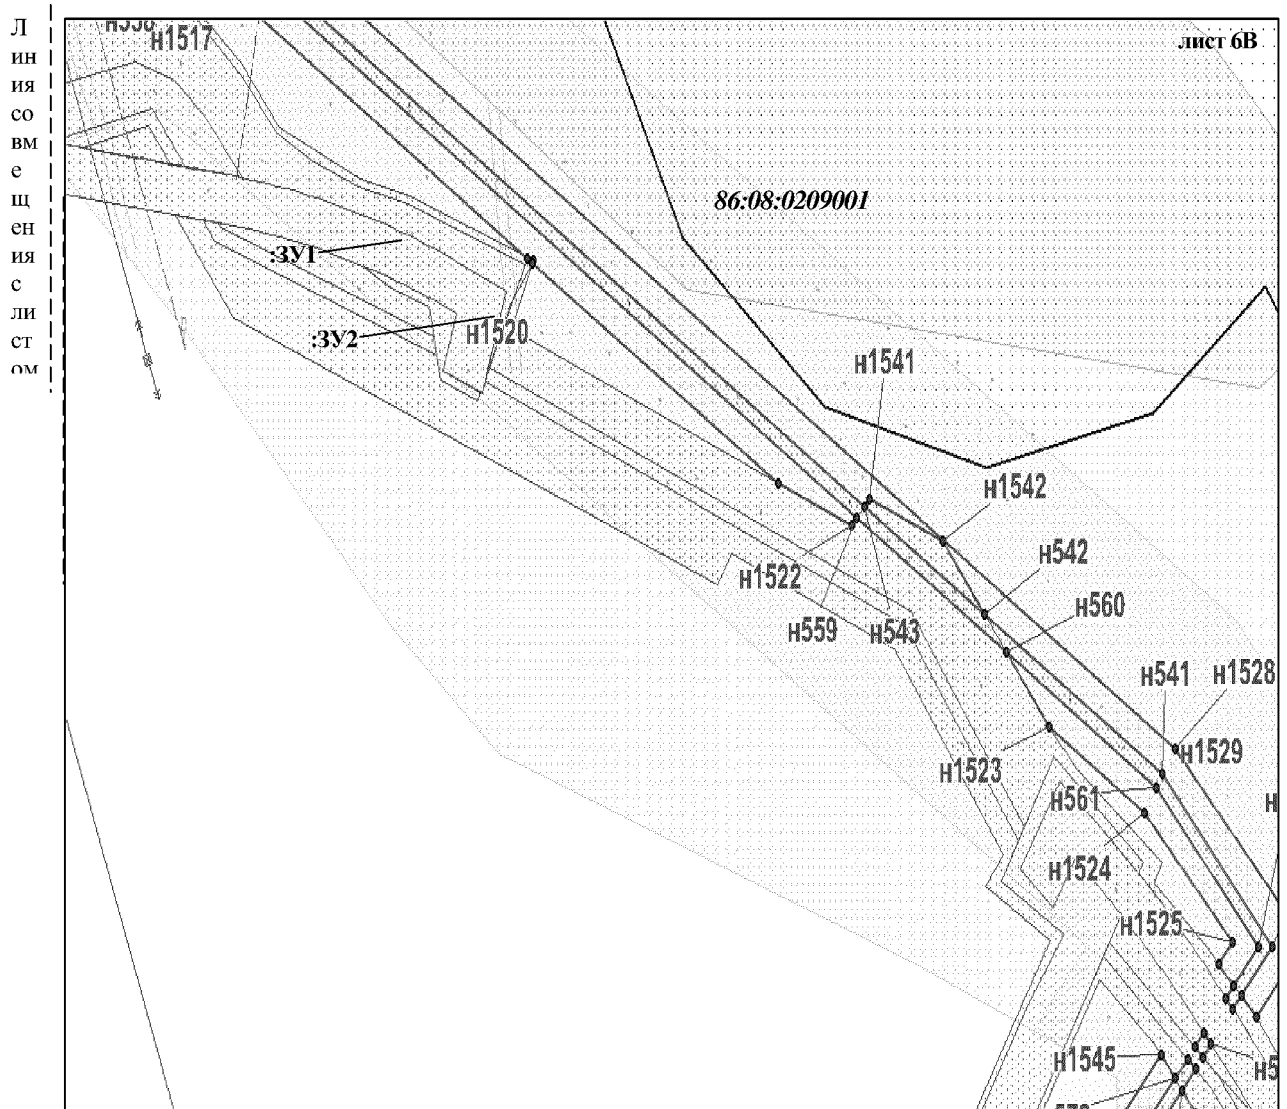 Л
ин
ия
со
вм
е
щ
ен
ия
с
ли
ст
ом
лист 6В
н1517
86:08:0209001
:ЗУ1
:ЗУ2
н1520
н1541
н1542
н542
н1522
н560
н559
н543
н541
н1528
н1529
н1523
н561
н1524
н1525
н1545